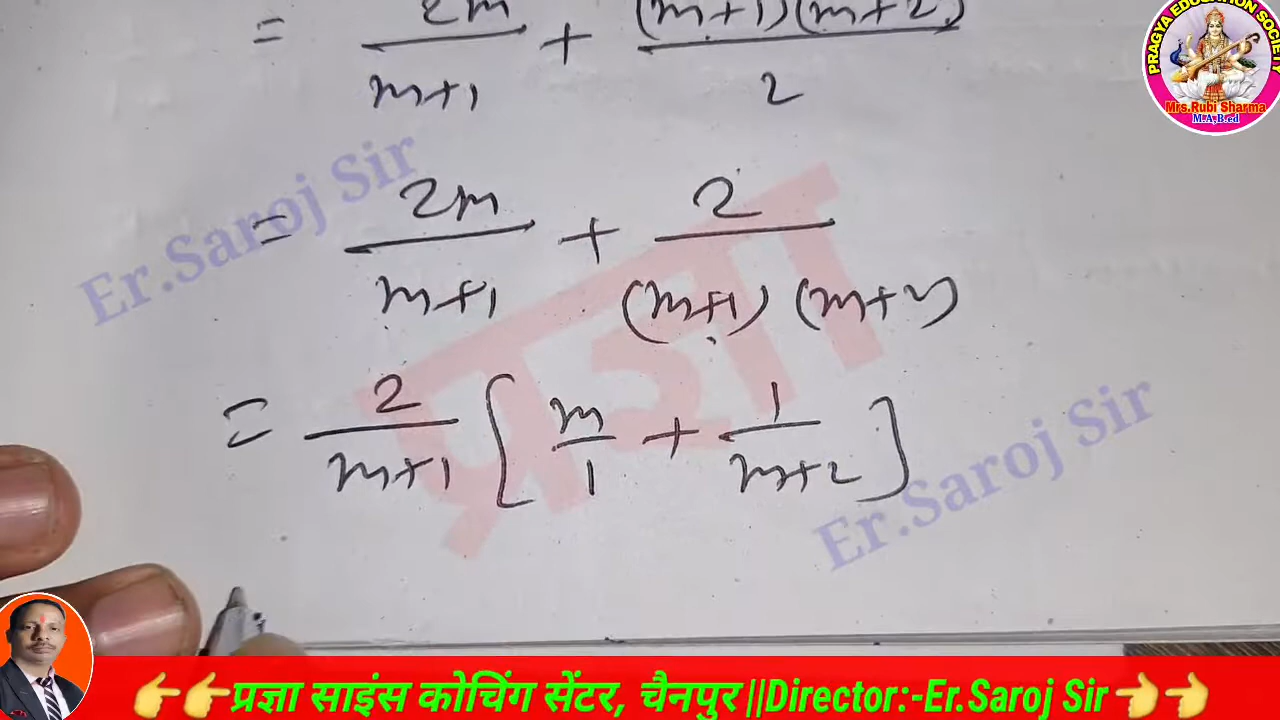 = 2m/m+1 + (m+1)(m+2)/2
= 2m/m+1 + 2/(m+1)(m+2)
= 2/m+1 [m/1 + 1/m+2]
Er.Saroj Sir
प्रज्ञा
Er.Saroj Sir
PRAGYA EDUCATION SOCIETY
Mrs.Rubi Sharma
M.A,B.ed
👉👉प्रज्ञा साइंस कोचिंग सेंटर, चैनपुर||Director:-Er.Saroj Sir👈👈